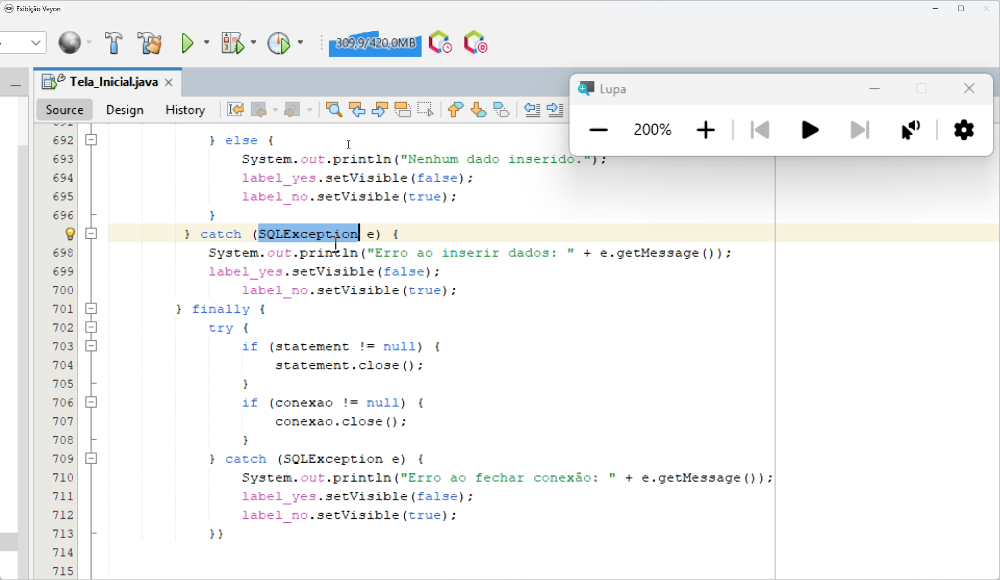 Exibição Veyon
309,9/420,0MB
Tela_Inicial.java
Lupa
Source Design History
200%
692 } else {
693 System.out.println("Nenhum dado inserido.");
694 label_yes.setVisible(false);
695 label_no.setVisible(true);
696 }
} catch (SQLException e) {
698 System.out.println("Erro ao inserir dados: " + e.getMessage());
699 label_yes.setVisible(false);
700 label_no.setVisible(true);
701 } finally {
702 try {
703 if (statement != null) {
704 statement.close();
705 }
706 if (conexao != null) {
707 conexao.close();
708 }
709 } catch (SQLException e) {
710 System.out.println("Erro ao fechar conexão: " + e.getMessage());
711 label_yes.setVisible(false);
712 label_no.setVisible(true);
713 }}
714
715